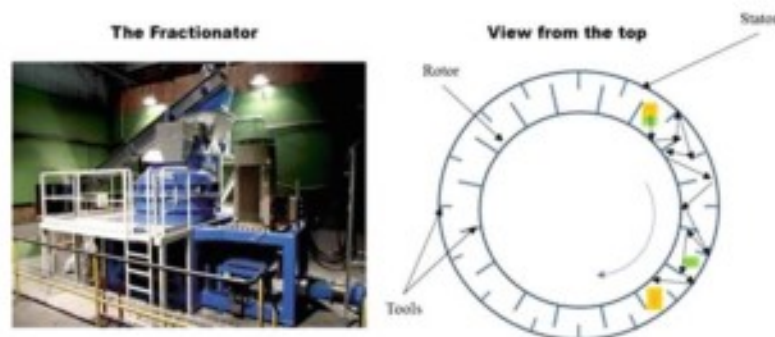 The Fractionator
View from the top
Stator
Rotor
Tools